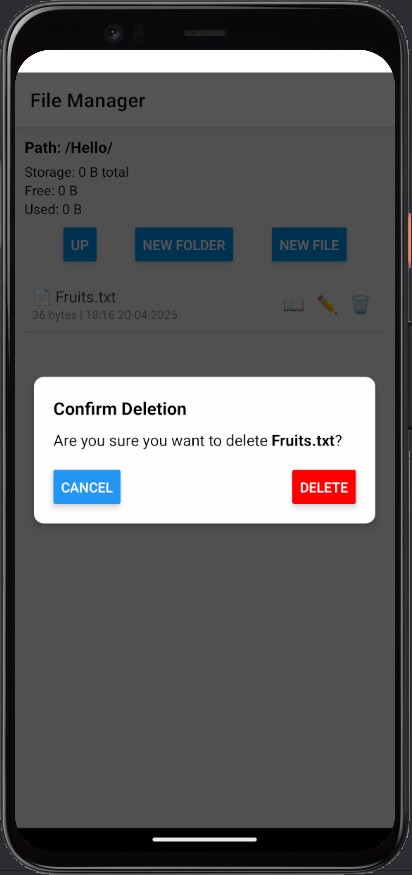 File Manager
Path: /Hello/
Storage: 0 B total
Free: 0 B
Used: 0 B
UP NEW FOLDER NEW FILE
Fruits.txt
36 bytes | 18:16 20-04-2025
Confirm Deletion
Are you sure you want to delete Fruits.txt?
CANCEL DELETE